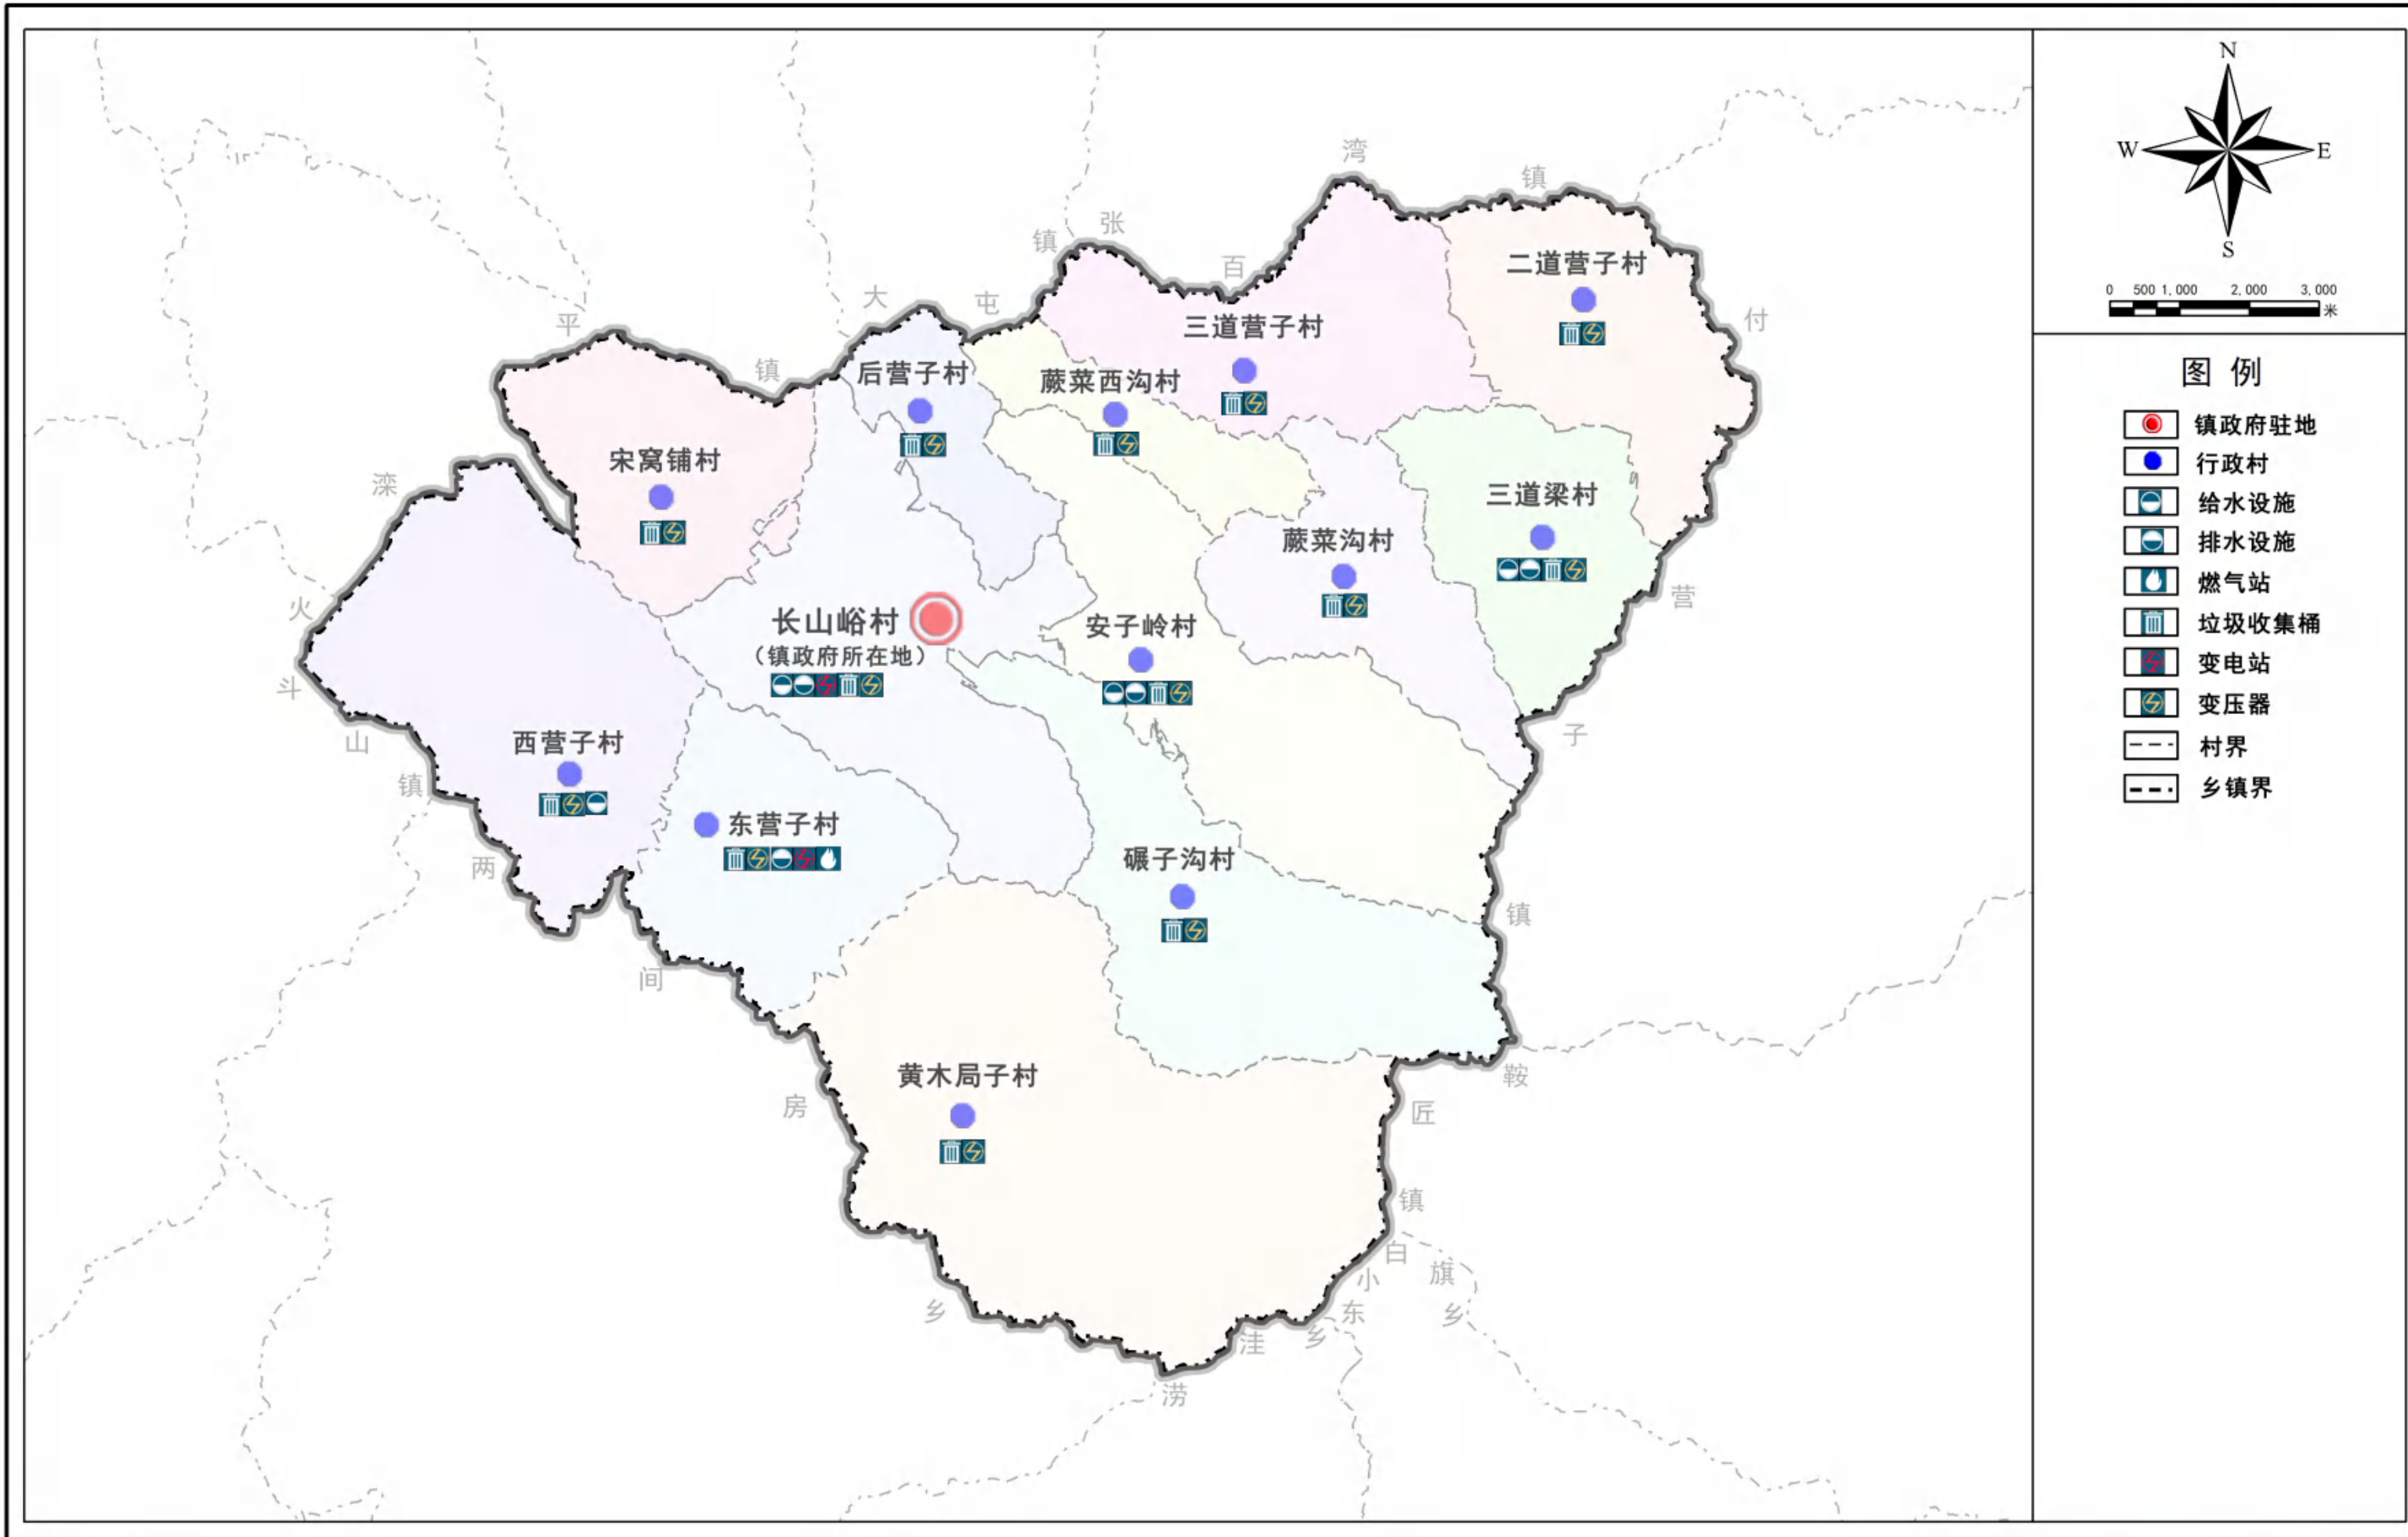 N
W
E
S
0 500 1,000 2,000 3,000
米
图 例
镇政府驻地
行政村
给水设施
排水设施
燃气站
垃圾收集桶
变电站
变压器
村界
乡镇界
湾
镇
张
百
镇
屯
大
平
镇
付
营
子
镇
滦
火
斗
山
镇
两
间
房
乡
涝
洼
乡
东
小
白
旗
乡
镇
匠
鞍
二道营子村
三道营子村
后营子村
蕨菜西沟村
宋窝铺村
三道梁村
蕨菜沟村
长山峪村
（镇政府所在地）
安子岭村
西营子村
东营子村
碾子沟村
黄木局子村